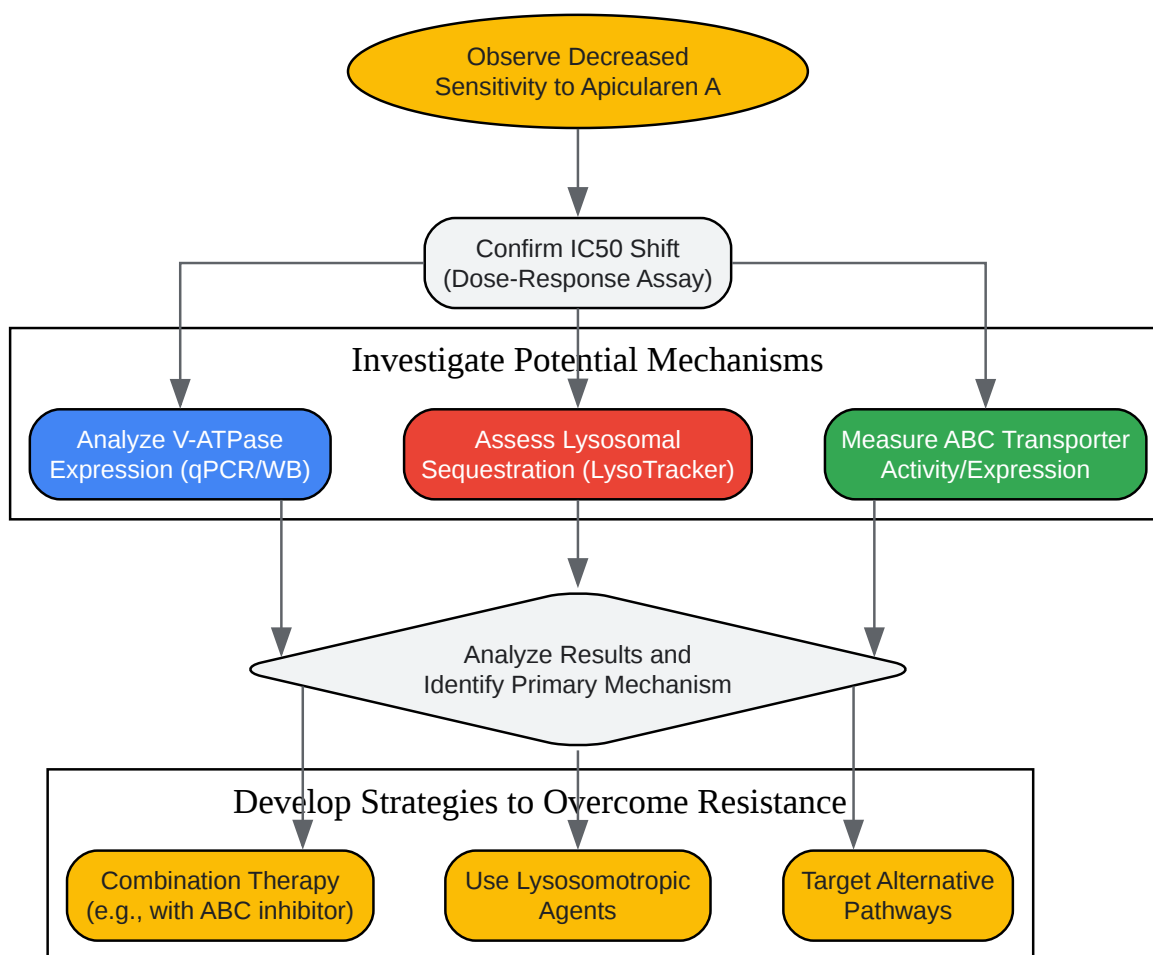 Observe Decreased
Sensitivity to Apicularen A
Confirm IC50 Shift
(Dose-Response Assay)
Investigate Potential Mechanisms
Analyze V-ATPase
Expression (qPCR/WB)
Assess Lysosomal
Sequestration (LysoTracker)
Measure ABC Transporter
Activity/Expression
Analyze Results and
Identify Primary Mechanism
Develop Strategies to Overcome Resistance
Combination Therapy
(e.g., with ABC inhibitor)
Use Lysosomotropic
Agents
Target Alternative
Pathways